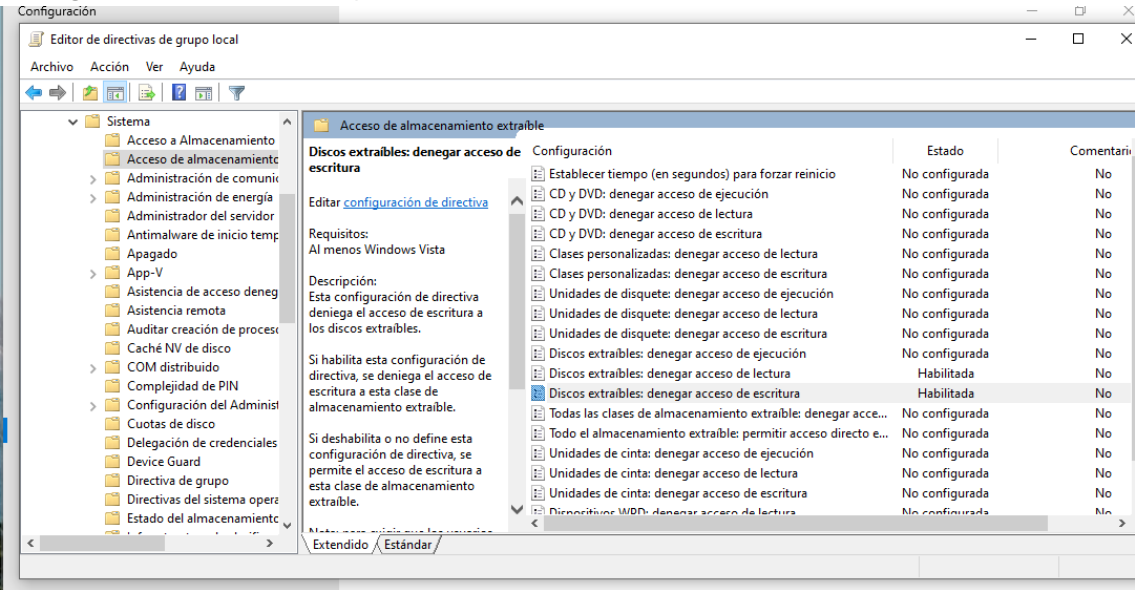 Configuración
Editor de directivas de grupo local
Archivo Acción Ver Ayuda
Sistema
Acceso a Almacenamiento
Acceso de almacenamiento
Administración de comunic
Administración de energía
Administrador del servidor
Antimalware de inicio temp
Apagado
App-V
Asistencia de acceso deneg
Asistencia remota
Auditar creación de proceso
Caché NV de disco
COM distribuido
Complejidad de PIN
Configuración del Administ
Cuotas de disco
Delegación de credenciales
Device Guard
Directiva de grupo
Directivas del sistema opera
Estado del almacenamiento
Acceso de almacenamiento extraíble
Discos extraíbles: denegar acceso de
escritura
Editar configuración de directiva
Requisitos:
Al menos Windows Vista
Descripción:
Esta configuración de directiva
deniega el acceso de escritura a
los discos extraíbles.
Si habilita esta configuración de
directiva, se deniega el acceso de
escritura a esta clase de
almacenamiento extraíble.
Si deshabilita o no define esta
configuración de directiva, se
permite el acceso de escritura a
esta clase de almacenamiento
extraíble.
Nota: para exigir que los usuarios
Configuración Estado Comentari
Establecer tiempo (en segundos) para forzar reinicio No configurada No
CD y DVD: denegar acceso de ejecución No configurada No
CD y DVD: denegar acceso de lectura No configurada No
CD y DVD: denegar acceso de escritura No configurada No
Clases personalizadas: denegar acceso de lectura No configurada No
Clases personalizadas: denegar acceso de escritura No configurada No
Unidades de disquete: denegar acceso de ejecución No configurada No
Unidades de disquete: denegar acceso de lectura No configurada No
Unidades de disquete: denegar acceso de escritura No configurada No
Discos extraíbles: denegar acceso de ejecución No configurada No
Discos extraíbles: denegar acceso de lectura Habilitada No
Discos extraíbles: denegar acceso de escritura Habilitada No
Todas las clases de almacenamiento extraíble: denegar acce... No configurada No
Todo el almacenamiento extraíble: permitir acceso directo e... No configurada No
Unidades de cinta: denegar acceso de ejecución No configurada No
Unidades de cinta: denegar acceso de lectura No configurada No
Unidades de cinta: denegar acceso de escritura No configurada No
Dispositivos WPD: denegar acceso de lectura No configurada No
Extendido Estándar